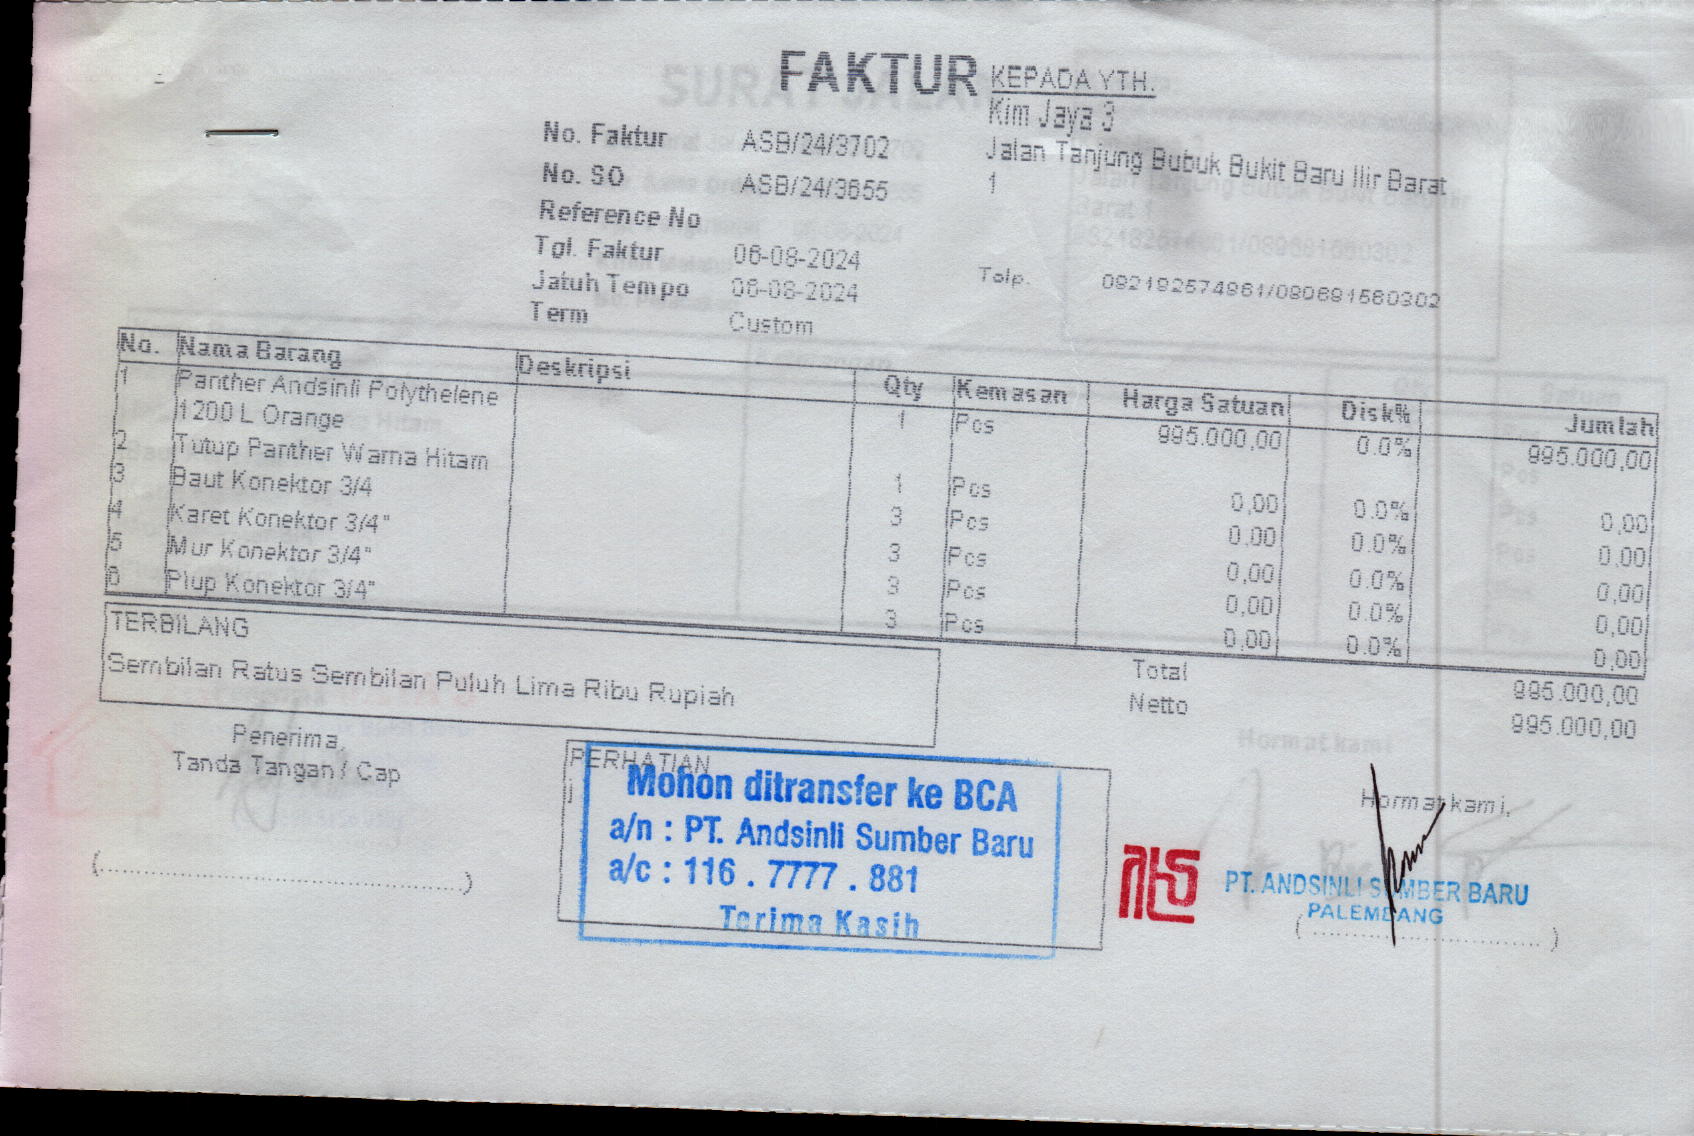 FAKTUR
KEPADA YTH.
Kim Jaya 3
Jalan Tanjung Bubuk Bukit Baru Ilir Barat
1
No. Faktur ASB/24/3702
No. SO ASB/24/3655
Reference No
Tgl. Faktur 06-08-2024
Jatuh Tempo 06-08-2024
Term Custom
Telp.
No. Nama Barang Deskripsi Qty Kemasan Harga Satuan Disk% Jumlah
1 Panther Andsinli Polythelene 1 Pcs 995.000,00 0.0% 995.000,00
1200 L Orange
2 Tutup Panther Warna Hitam 1 Pcs 0,00 0.0% 0,00
3 Baut Konektor 3/4 3 Pcs 0,00 0.0% 0,00
4 Karet Konektor 3/4" 3 Pcs 0,00 0.0% 0,00
5 Mur Konektor 3/4" 3 Pcs 0,00 0.0% 0,00
6 Plup Konektor 3/4" 3 Pcs 0,00 0.0% 0,00
TERBILANG
Sembilan Ratus Sembilan Puluh Lima Ribu Rupiah
Total 995.000,00
Netto 995.000,00
Penerima,
Tanda Tangan / Cap
(........................................)
PERHATIAN
Mohon ditransfer ke BCA
a/n : PT. Andsinli Sumber Baru
a/c : 116 . 7777 . 881
Terima Kasih
Hormat kami,
PT. ANDSINLI SUMBER BARU
PALEMBANG
(........................................)